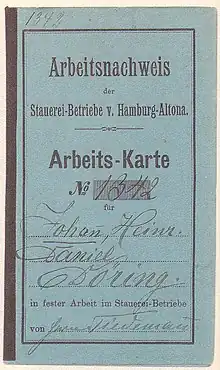 1342
Arbeitsnachweis
der
Stauerei-Betriebe v. Hamburg-Altona.
Arbeits-Karte
№ 1342
für
Johan, Heinr.
Daniel
Döring.
in fester Arbeit im Stauerei-Betriebe
von Tiedeman